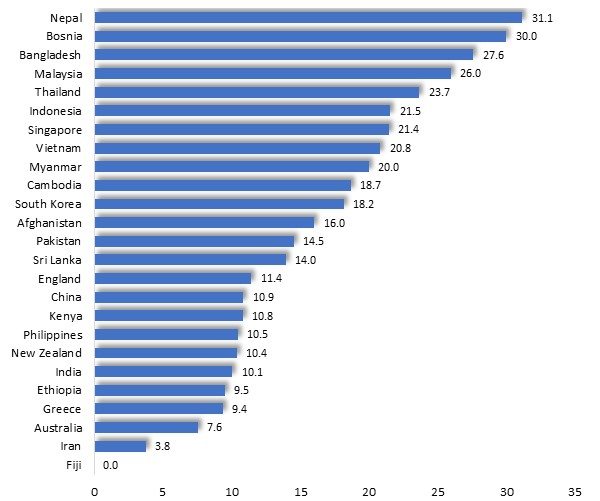 Nepal 31.1
Bosnia 30.0
Bangladesh 27.6
Malaysia 26.0
Thailand 23.7
Indonesia 21.5
Singapore 21.4
Vietnam 20.8
Myanmar 20.0
Cambodia 18.7
South Korea 18.2
Afghanistan 16.0
Pakistan 14.5
Sri Lanka 14.0
England 11.4
China 10.9
Kenya 10.8
Philippines 10.5
New Zealand 10.4
India 10.1
Ethiopia 9.5
Greece 9.4
Australia 7.6
Iran 3.8
Fiji 0.0
0 5 10 15 20 25 30 35